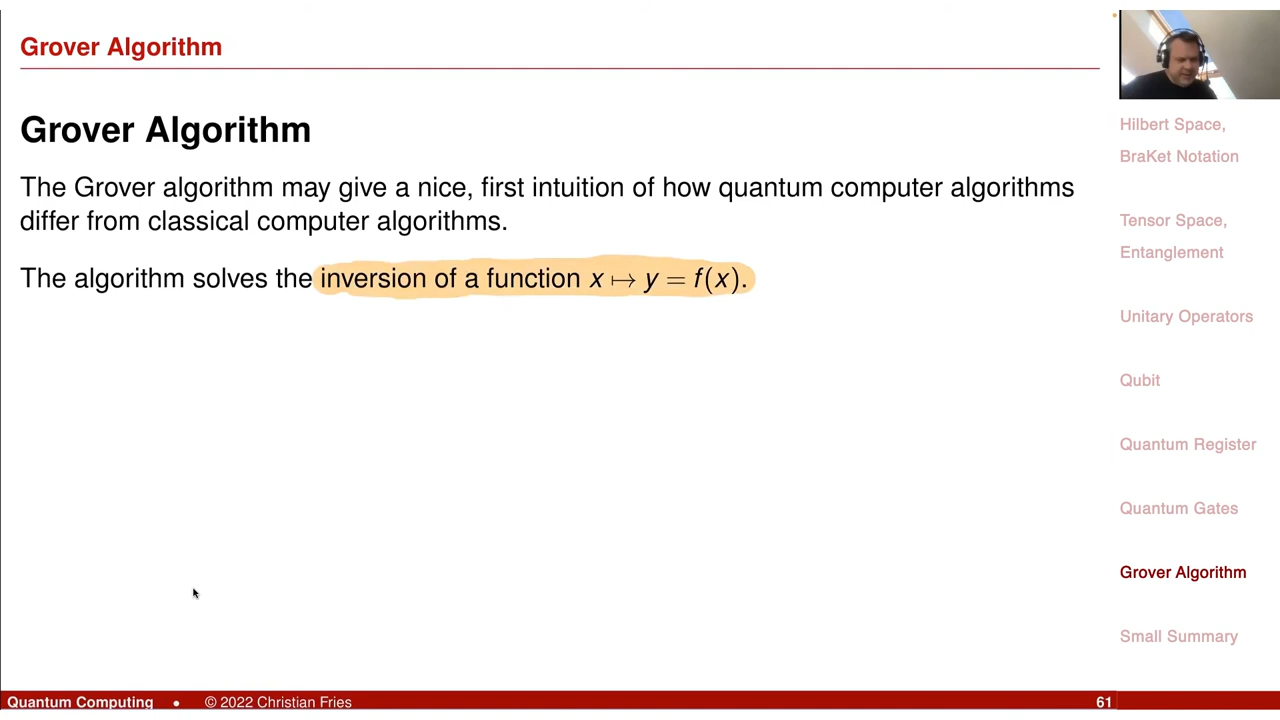 Grover Algorithm
Grover Algorithm
The Grover algorithm may give a nice, first intuition of how quantum computer algorithms
differ from classical computer algorithms.
The algorithm solves the inversion of a function x ↦ y = f(x).
Hilbert Space,
BraKet Notation
Tensor Space,
Entanglement
Unitary Operators
Qubit
Quantum Register
Quantum Gates
Grover Algorithm
Small Summary
Quantum Computing • © 2022 Christian Fries 61